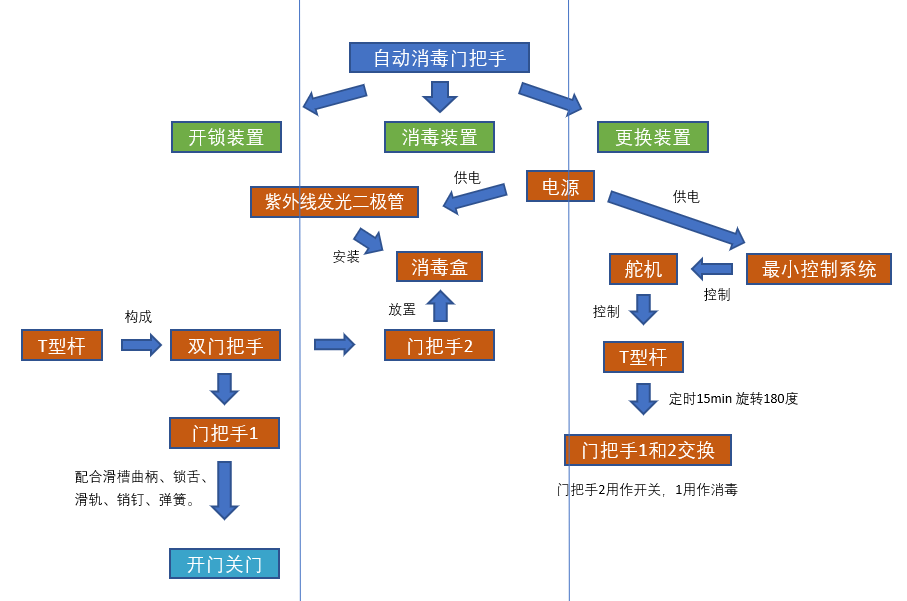 自动消毒门把手
开锁装置
消毒装置
更换装置
供电
电源
供电
紫外线发光二极管
安装
消毒盒
舵机
控制
最小控制系统
放置
控制
构成
T型杆
双门把手
门把手2
T型杆
定时15min 旋转180度
门把手1
门把手1和2交换
配合滑槽曲柄、锁舌、
滑轨、销钉、弹簧。
门把手2用作开关，1用作消毒
开门关门